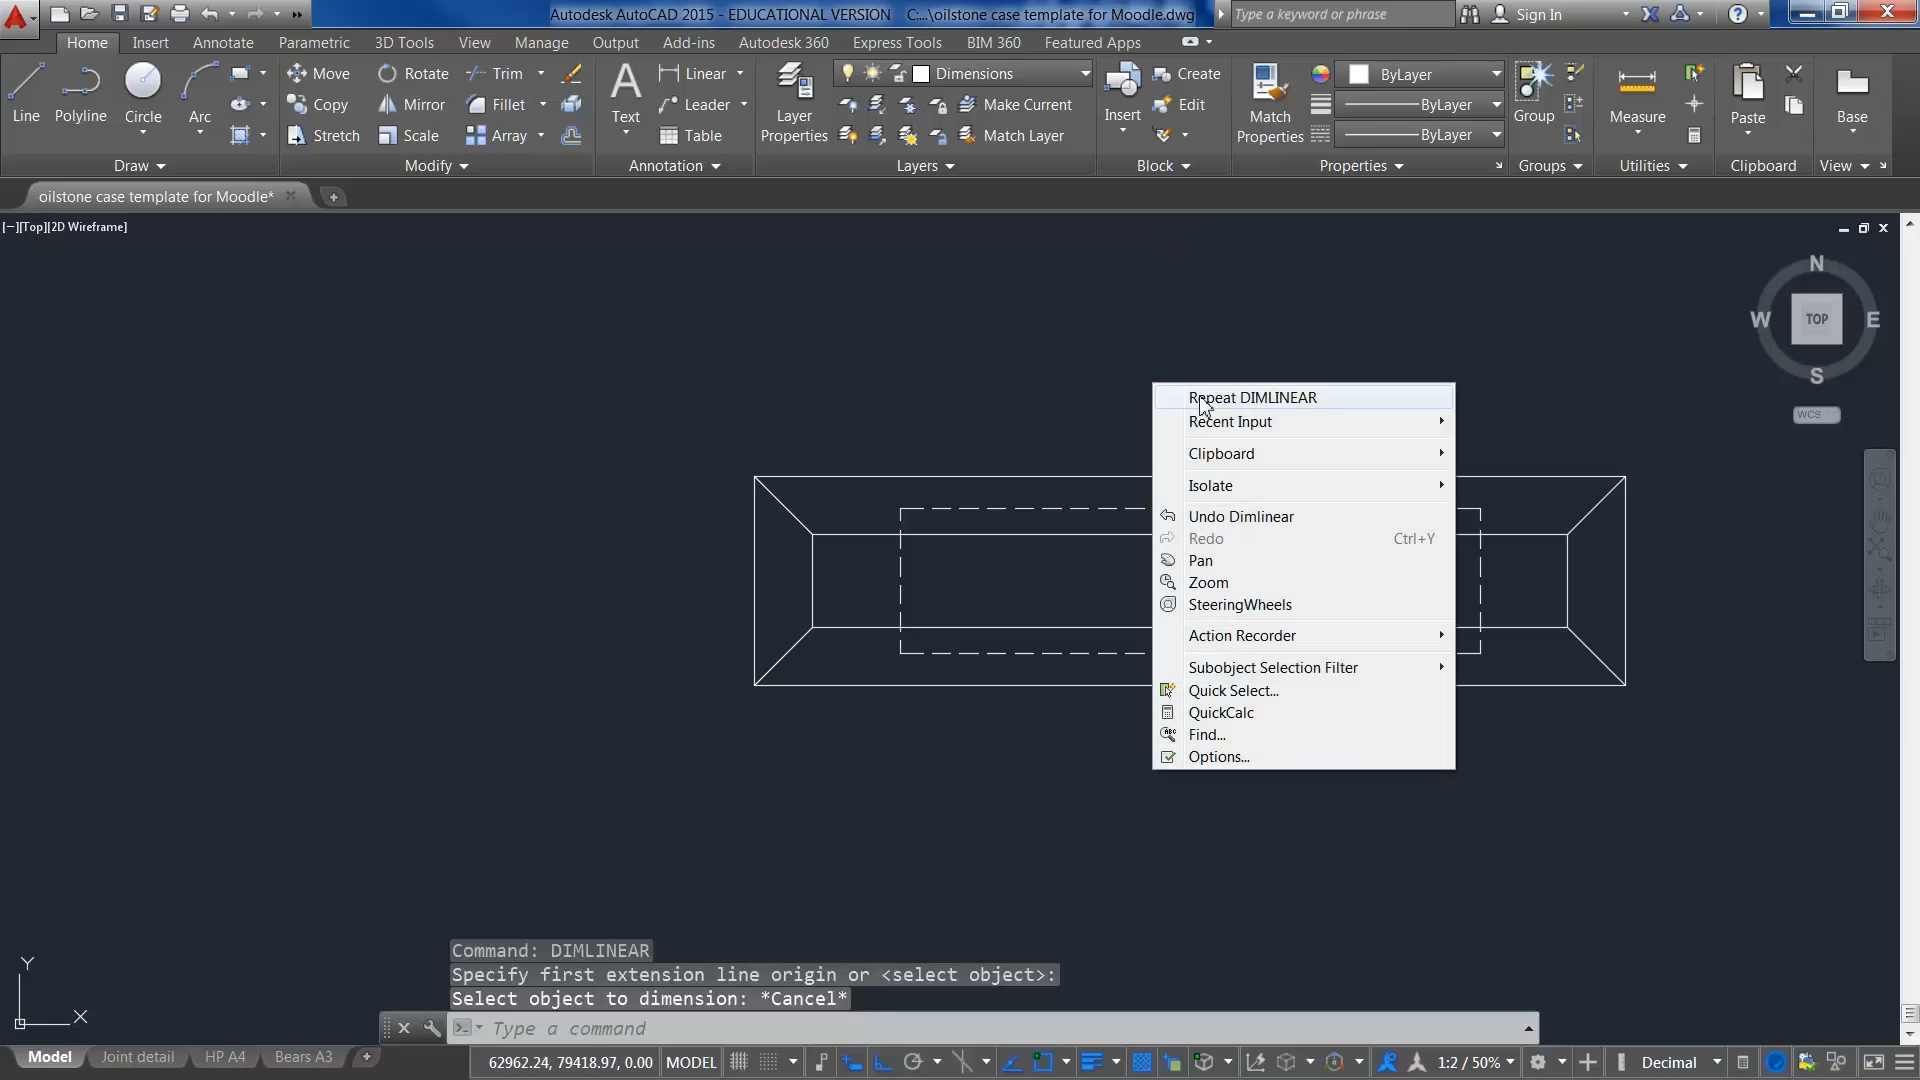 Autodesk AutoCAD 2015 - EDUCATIONAL VERSION C:...\oilstone case template for Moodle.dwg
Type a keyword or phrase
Sign In
Home Insert Annotate Parametric 3D Tools View Manage Output Add-ins Autodesk 360 Express Tools BIM 360 Featured Apps
Line Polyline Circle Arc
Move Rotate Trim
Copy Mirror Fillet
Stretch Scale Array
Text
Linear
Leader
Table
Layer Properties
Dimensions
Make Current
Match Layer
Insert
Create
Edit
Match Properties
ByLayer
ByLayer
ByLayer
Group
Measure
Paste
Base
Draw Modify Annotation Layers Block Properties Groups Utilities Clipboard View
oilstone case template for Moodle*
[−][Top][2D Wireframe]
N
W TOP E
S
WCS
Repeat DIMLINEAR
Recent Input
Clipboard
Isolate
Undo Dimlinear
Redo Ctrl+Y
Pan
Zoom
SteeringWheels
Action Recorder
Subobject Selection Filter
Quick Select...
QuickCalc
Find...
Options...
Y
X
Command: DIMLINEAR
Specify first extension line origin or <select object>:
Select object to dimension: *Cancel*
Type a command
Model Joint detail HP A4 Bears A3
62962.24, 79418.97, 0.00 MODEL
1:2 / 50%
Decimal